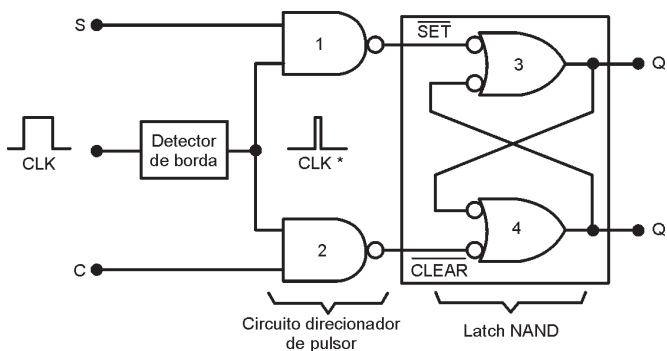 S
1
SET
3
Q
CLK
Detector
de borda
CLK *
2
4
Q
C
CLEAR
Circuito direcionador
de pulsor
Latch NAND